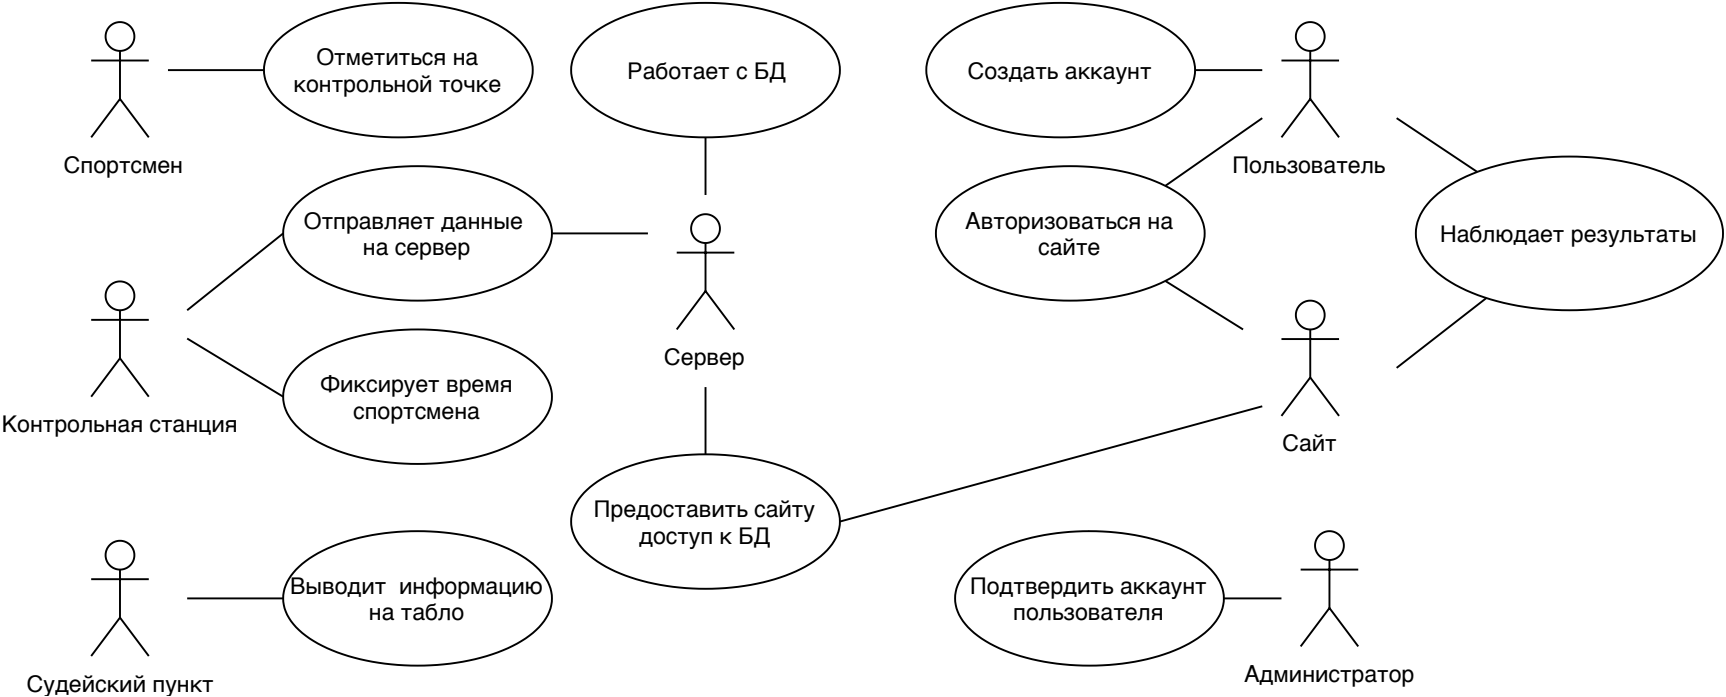 Отметиться на
контрольной точке
Работает с БД
Создать аккаунт
Спортсмен
Пользователь
Отправляет данные
на сервер
Авторизоваться на
сайте
Наблюдает результаты
Сервер
Фиксирует время
спортсмена
Контрольная станция
Сайт
Предоставить сайту
доступ к БД
Выводит информацию
на табло
Подтвердить аккаунт
пользователя
Судейский пункт
Администратор